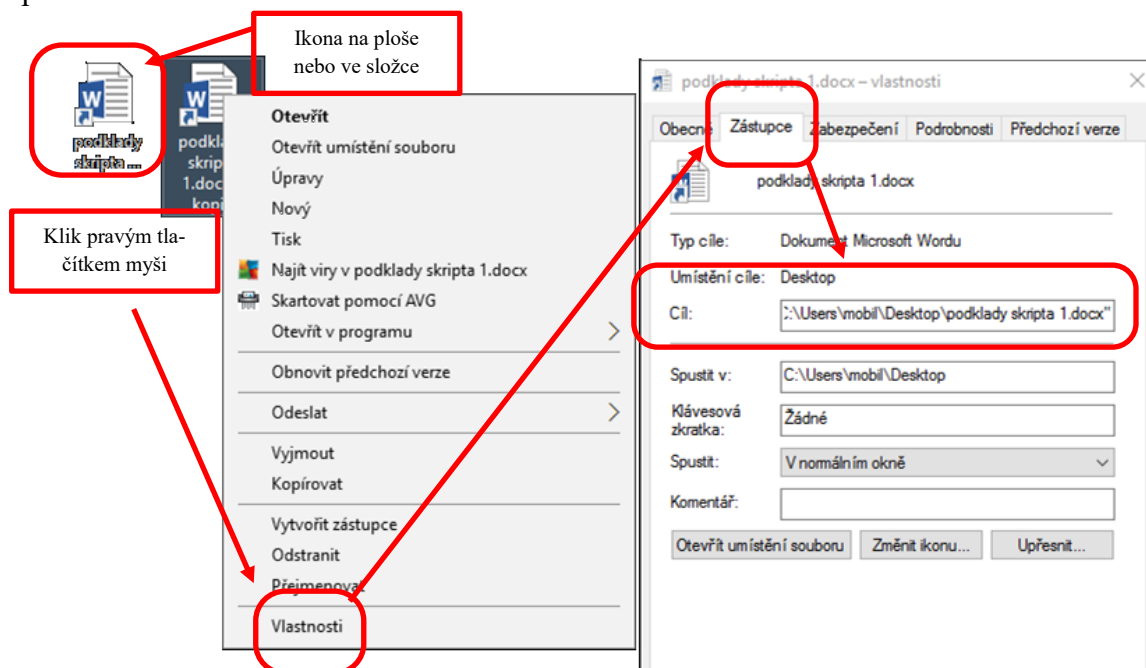 Ikona na ploše
nebo ve složce
podklady
skripta ...
skrip
1.doc
Klik pravým tla-
čítkem myši
Otevřít
Otevřít umístění souboru
Úpravy
Nový
Tisk
Najít viry v podklady skripta 1.docx
Skartovat pomocí AVG
Otevřít v programu
Obnovit předchozí verze
Odeslat
Vyjmout
Kopírovat
Vytvořit zástupce
Odstranit
Přejmenovat
Vlastnosti
podklady skripta 1.docx – vlastnosti
Obecné Zástupce Zabezpečení Podrobnosti Předchozí verze
podklady skripta 1.docx
Typ cíle: Dokument Microsoft Wordu
Umístění cíle: Desktop
Cíl: :\Users\mobil\Desktop\podklady skripta 1.docx"
Spustit v: C:\Users\mobil\Desktop
Klávesová
zkratka: Žádné
Spustit: V normálním okně
Komentář:
Otevřít umístění souboru Změnit ikonu... Upřesnit...